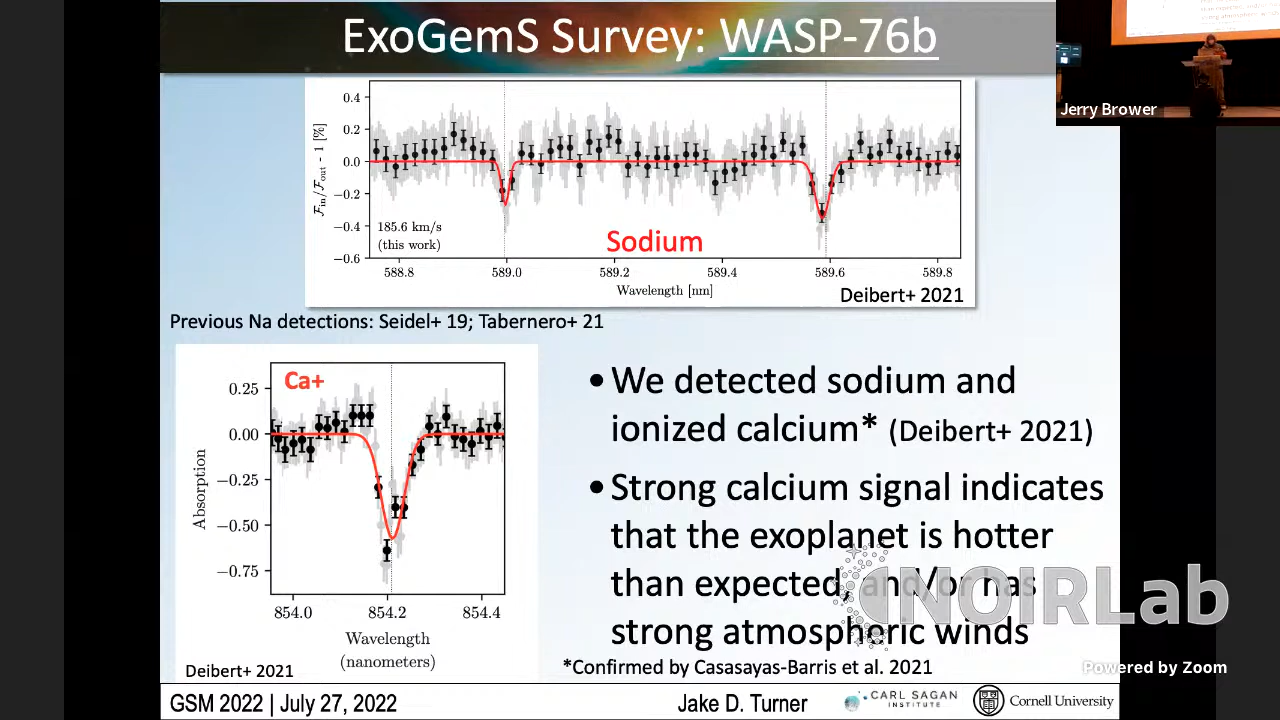 ExoGemS Survey: WASP-76b
Jerry Brower
0.4
0.2
0.0
−0.2
−0.4
−0.6
𝓕in/𝓕out - 1 [%]
185.6 km/s
(this work)
Sodium
588.8 589.0 589.2 589.4 589.6 589.8
Wavelength [nm]
Deibert+ 2021
Previous Na detections: Seidel+ 19; Tabernero+ 21
Ca+
0.25
0.00
−0.25
−0.50
−0.75
Absorption
854.0 854.2 854.4
Wavelength
(nanometers)
Deibert+ 2021
•We detected sodium and
ionized calcium* (Deibert+ 2021)
•Strong calcium signal indicates
that the exoplanet is hotter
than expected, and/or has
strong atmospheric winds
*Confirmed by Casasayas-Barris et al. 2021
NOIRLab
Powered by Zoom
GSM 2022 | July 27, 2022
Jake D. Turner
CARL SAGAN
INSTITUTE
Cornell University